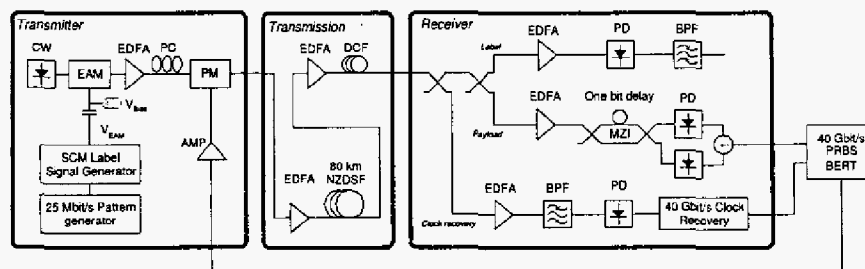 Transmitter
CW
EAM
EDFA
PC
PM
V bias
V EAM
AMP
SCM Label
Signal Generator
25 Mbit/s Pattern
generator
Transmission
EDFA
DCF
80 km
NZDSF
EDFA
Receiver
Label
EDFA
PD
BPF
Payload
EDFA
One bit delay
MZI
PD
40 Gbit/s
PRBS
BERT
Clock recovery
EDFA
BPF
PD
40 Gbit/s Clock
Recovery